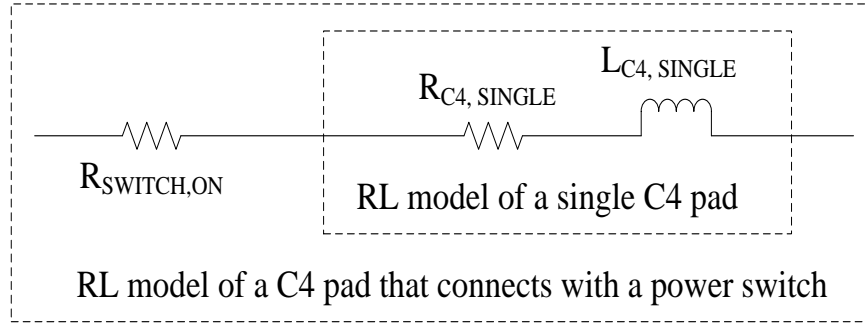 L_C4, SINGLE
R_C4, SINGLE
R_SWITCH,ON
RL model of a single C4 pad
RL model of a C4 pad that connects with a power switch